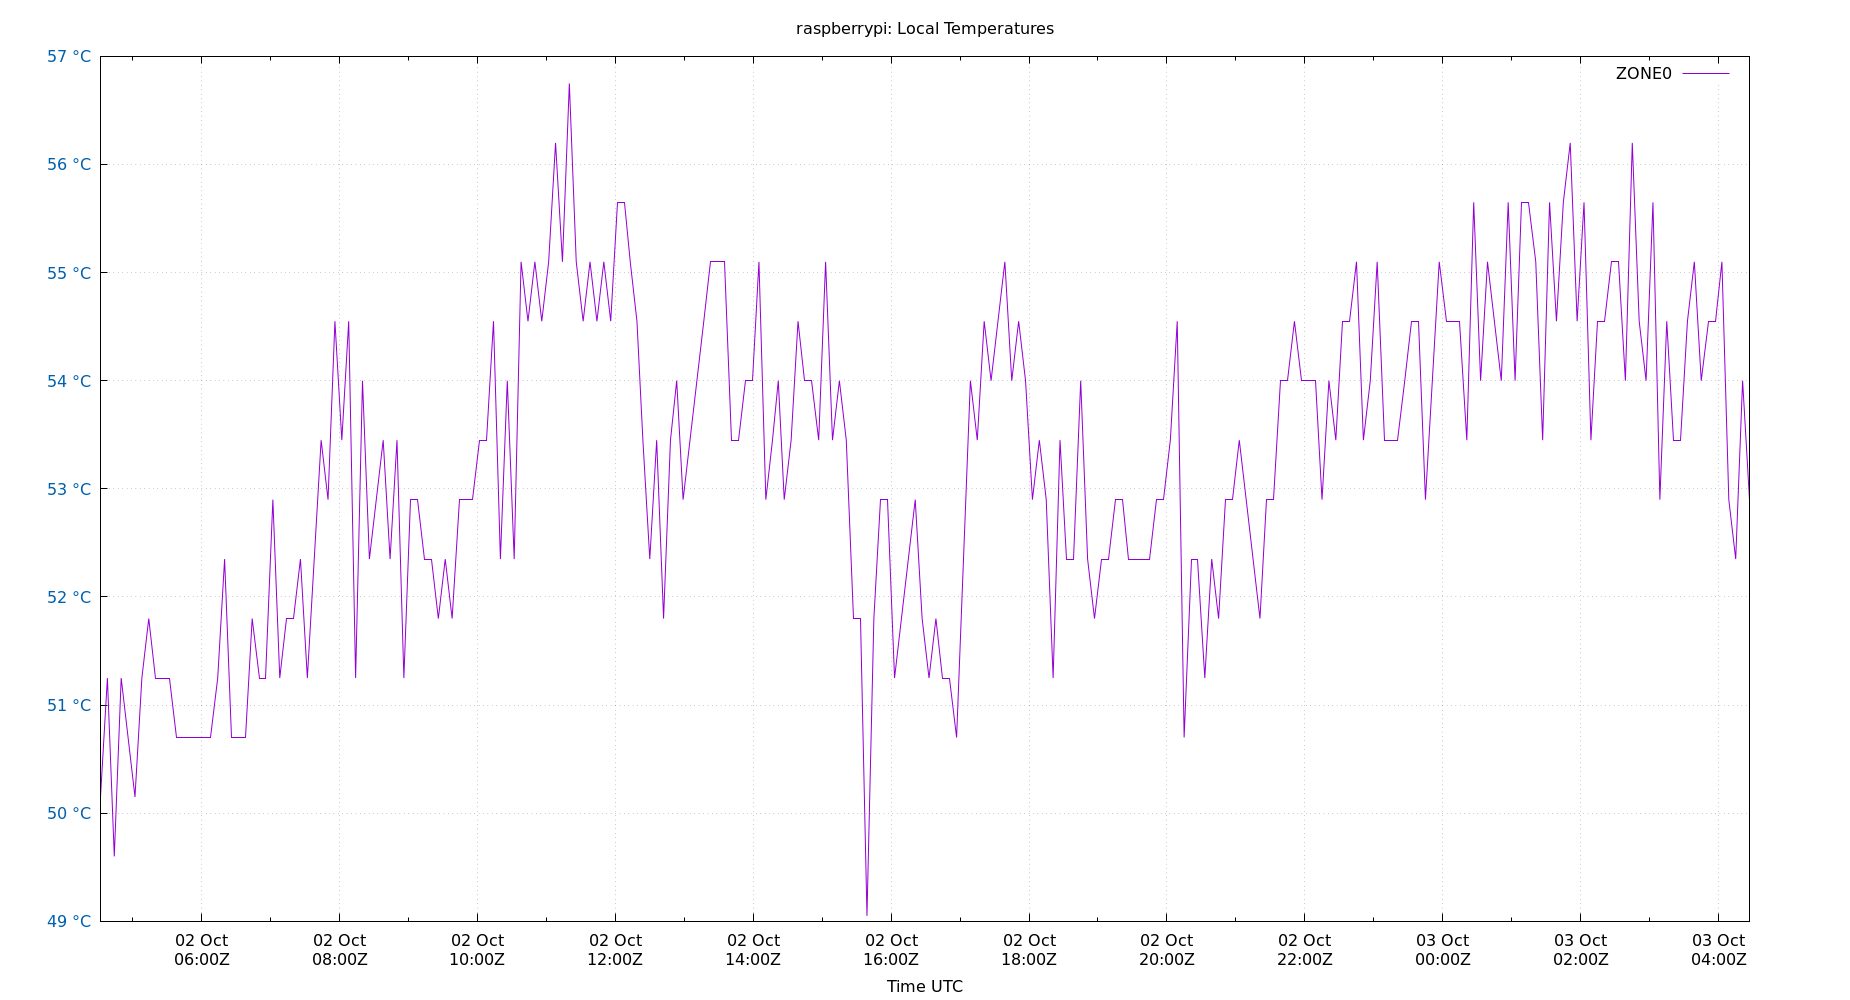 raspberrypi: Local Temperatures
57 °C
ZONE0
56 °C
55 °C
54 °C
53 °C
52 °C
51 °C
50 °C
49 °C
02 Oct 02 Oct 02 Oct 02 Oct 02 Oct 02 Oct 02 Oct 02 Oct 02 Oct 03 Oct 03 Oct 03 Oct
06:00Z 08:00Z 10:00Z 12:00Z 14:00Z 16:00Z 18:00Z 20:00Z 22:00Z 00:00Z 02:00Z 04:00Z
Time UTC